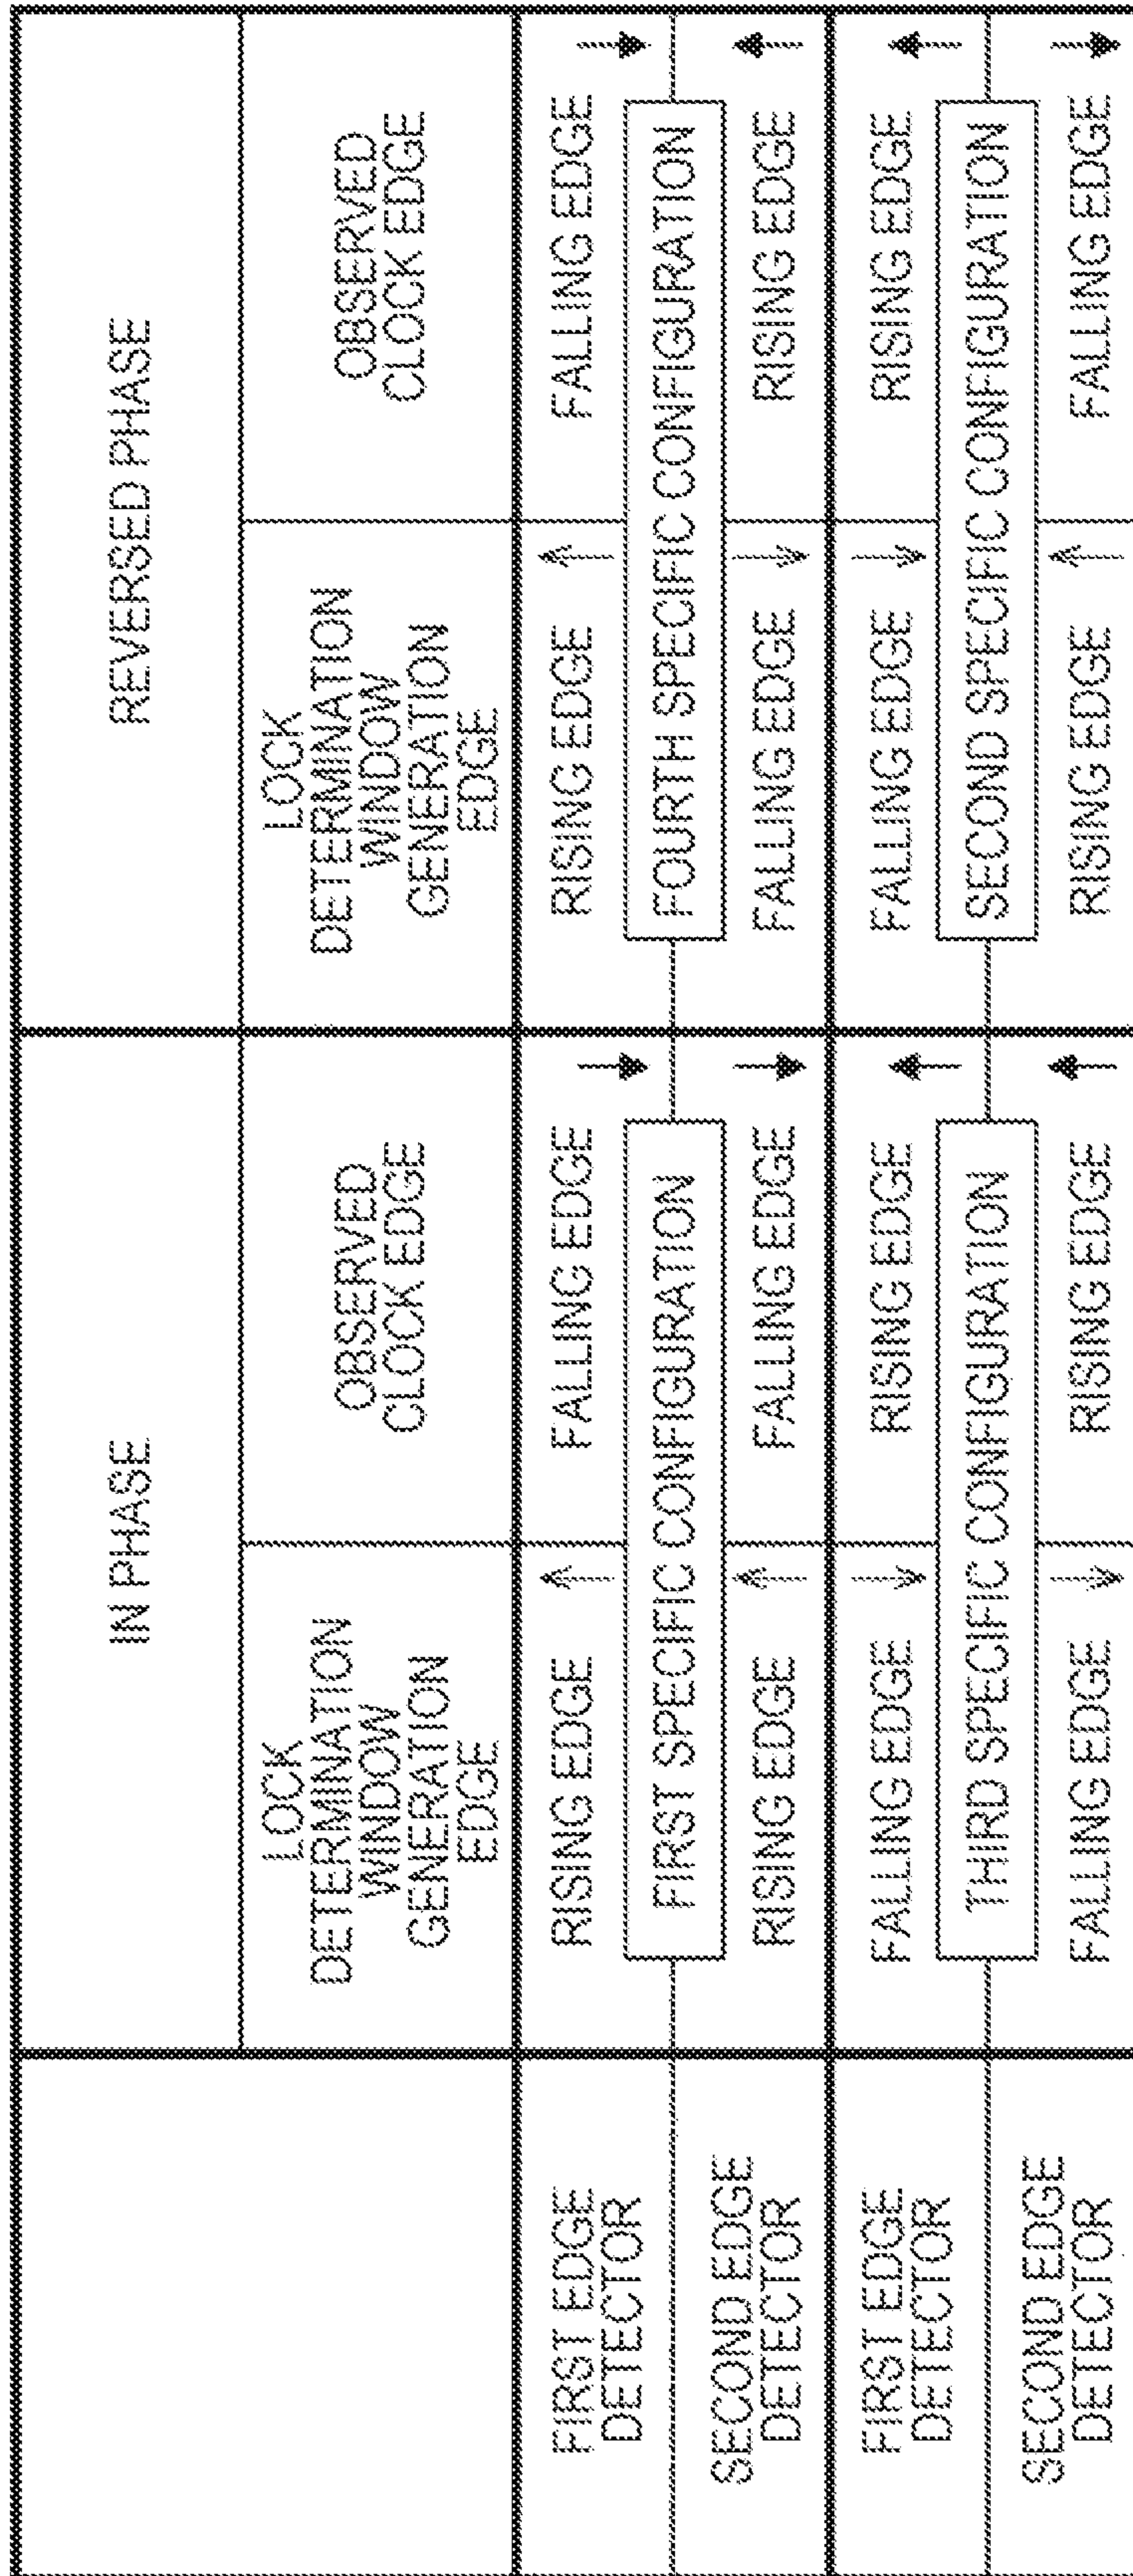 IN PHASE
REVERSED PHASE
LOCK
DETERMINATION
WINDOW
GENERATION
EDGE
OBSERVED
CLOCK EDGE
LOCK
DETERMINATION
WINDOW
GENERATION
EDGE
OBSERVED
CLOCK EDGE
FIRST EDGE
DETECTOR
RISING EDGE
FALLING EDGE
RISING EDGE
FALLING EDGE
FIRST SPECIFIC CONFIGURATION
FOURTH SPECIFIC CONFIGURATION
SECOND EDGE
DETECTOR
RISING EDGE
FALLING EDGE
FALLING EDGE
RISING EDGE
FIRST EDGE
DETECTOR
FALLING EDGE
RISING EDGE
FALLING EDGE
RISING EDGE
THIRD SPECIFIC CONFIGURATION
SECOND SPECIFIC CONFIGURATION
SECOND EDGE
DETECTOR
FALLING EDGE
RISING EDGE
RISING EDGE
FALLING EDGE